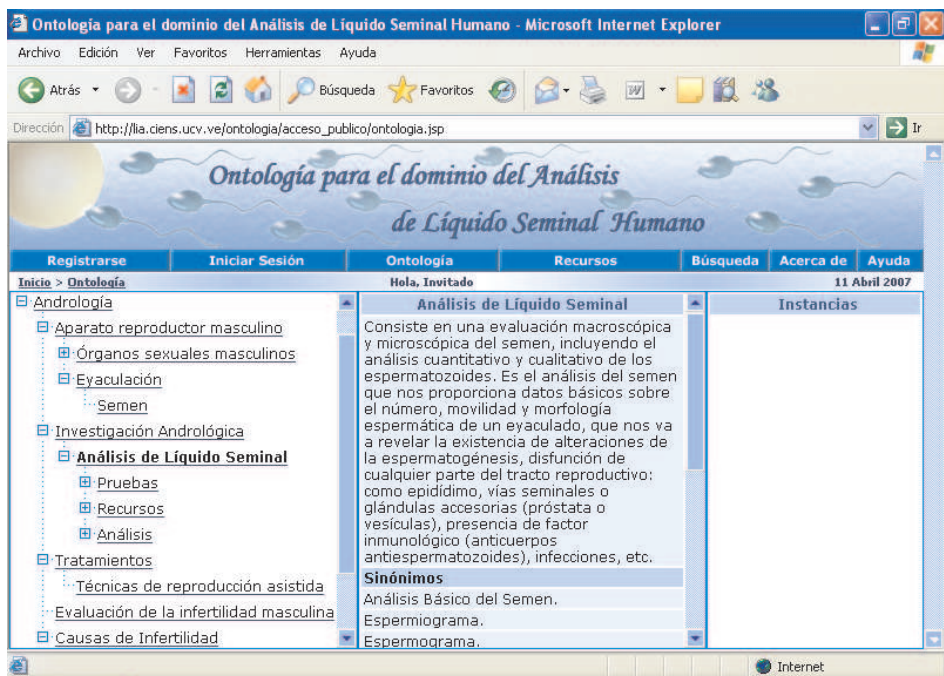 Ontología para el dominio del Análisis de Líquido Seminal Humano - Microsoft Internet Explorer
Archivo Edición Ver Favoritos Herramientas Ayuda
Atrás Búsqueda Favoritos
Dirección http://lia.ciens.ucv.ve/ontologia/acceso_publico/ontologia.jsp Ir
Ontología para el dominio del Análisis
de Líquido Seminal Humano
Registrarse Iniciar Sesión Ontología Recursos Búsqueda Acerca de Ayuda
Inicio > Ontología Hola, Invitado 11 Abril 2007
Andrología
Aparato reproductor masculino
Órganos sexuales masculinos
Eyaculación
Semen
Investigación Andrológica
Análisis de Líquido Seminal
Pruebas
Recursos
Análisis
Tratamientos
Técnicas de reproducción asistida
Evaluación de la infertilidad masculina
Causas de Infertilidad
Análisis de Líquido Seminal
Consiste en una evaluación macroscópica
y microscópica del semen, incluyendo el
análisis cuantitativo y cualitativo de los
espermatozoides. Es el análisis del semen
que nos proporciona datos básicos sobre
el número, movilidad y morfología
espermática de un eyaculado, que nos va
a revelar la existencia de alteraciones de
la espermatogénesis, disfunción de
cualquier parte del tracto reproductivo:
como epidídimo, vías seminales o
glándulas accesorias (próstata o
vesículas), presencia de factor
inmunológico (anticuerpos
antiespermatozoides), infecciones, etc.
Sinónimos
Análisis Básico del Semen.
Espermiograma.
Espermograma.
Instancias
Internet